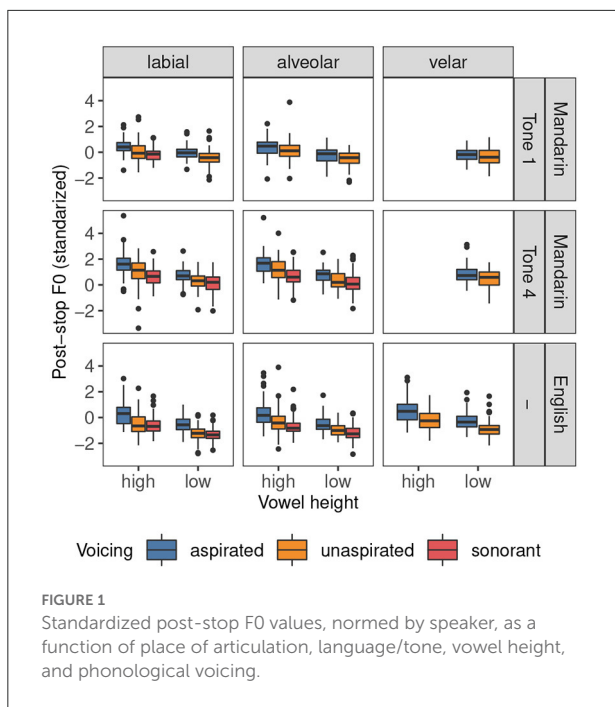 labial
alveolar
velar
Post-stop F0 (standarized)
4
2
0
−2
Tone 1
Mandarin
4
2
0
−2
Tone 4
Mandarin
4
2
0
−2
–
English
high
low
high
low
high
low
Vowel height
Voicing
aspirated
unaspirated
sonorant
FIGURE 1
Standardized post-stop F0 values, normed by speaker, as a
function of place of articulation, language/tone, vowel height,
and phonological voicing.